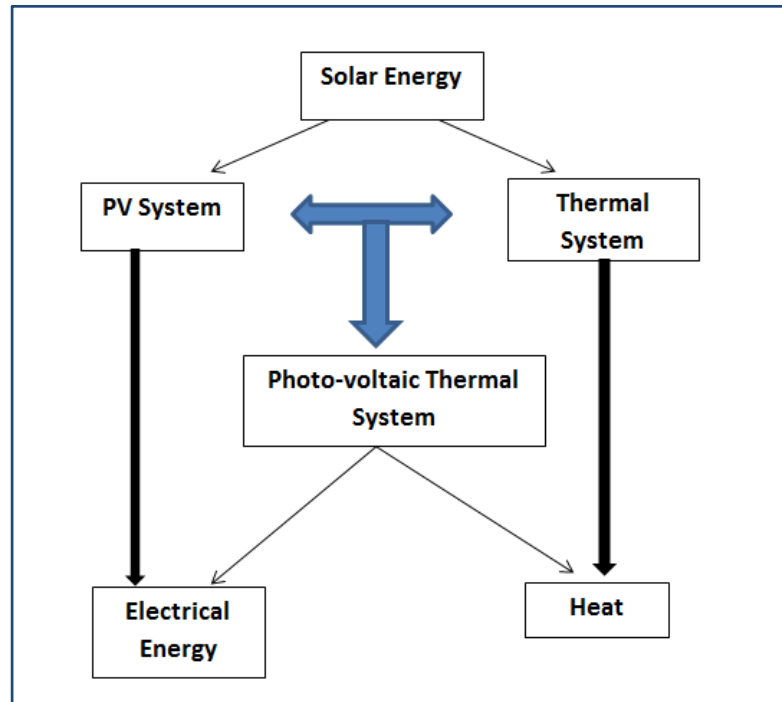 Solar Energy
PV System
Thermal
System
Photo-voltaic Thermal
System
Electrical
Energy
Heat